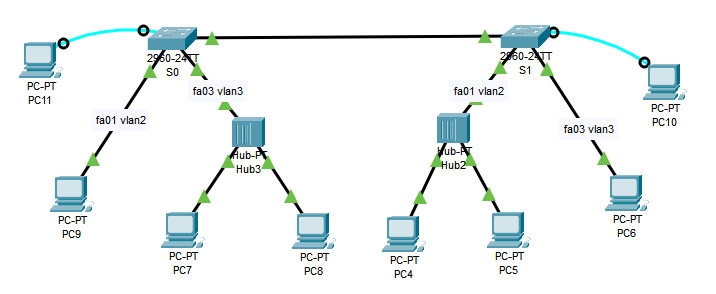 2960-24TT
S0
2960-24TT
S1
PC-PT
PC11
PC-PT
PC10
fa01 vlan2
fa03 vlan3
fa01 vlan2
fa03 vlan3
Hub-PT
Hub3
Hub-PT
Hub2
PC-PT
PC9
PC-PT
PC7
PC-PT
PC8
PC-PT
PC4
PC-PT
PC5
PC-PT
PC6